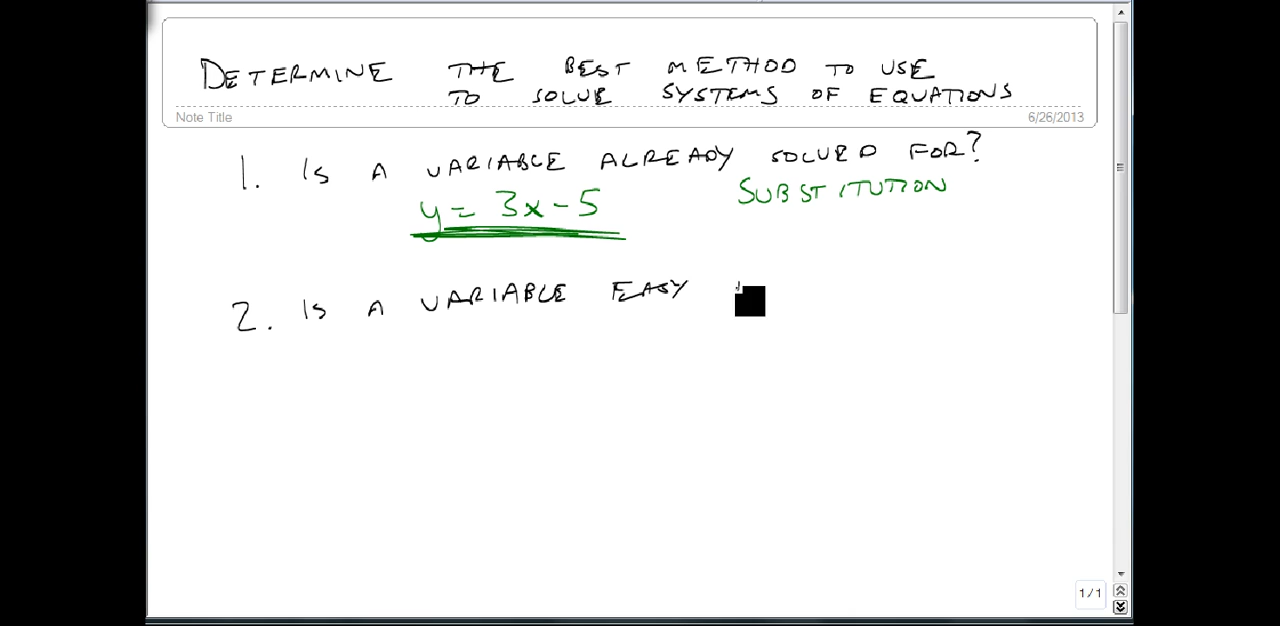 DETERMINE THE BEST METHOD TO USE
TO SOLVE SYSTEMS OF EQUATIONS
Note Title
6/26/2013
1. IS A VARIABLE ALREADY SOLVED FOR?
y = 3x - 5
SUBSTITUTION
2. IS A VARIABLE EASY
1/1